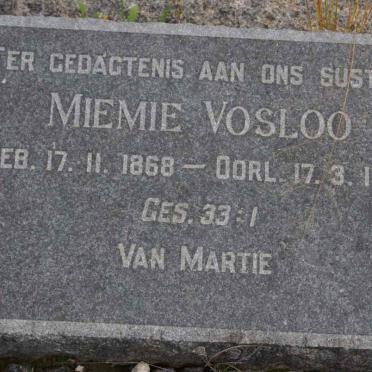 TER GEDAGTENIS AAN ONS SUST
MIEMIE VOSLOO
EB. 17. 11. 1868 — OORL. 17. 3. 1
GES. 33:1
VAN MARTIE